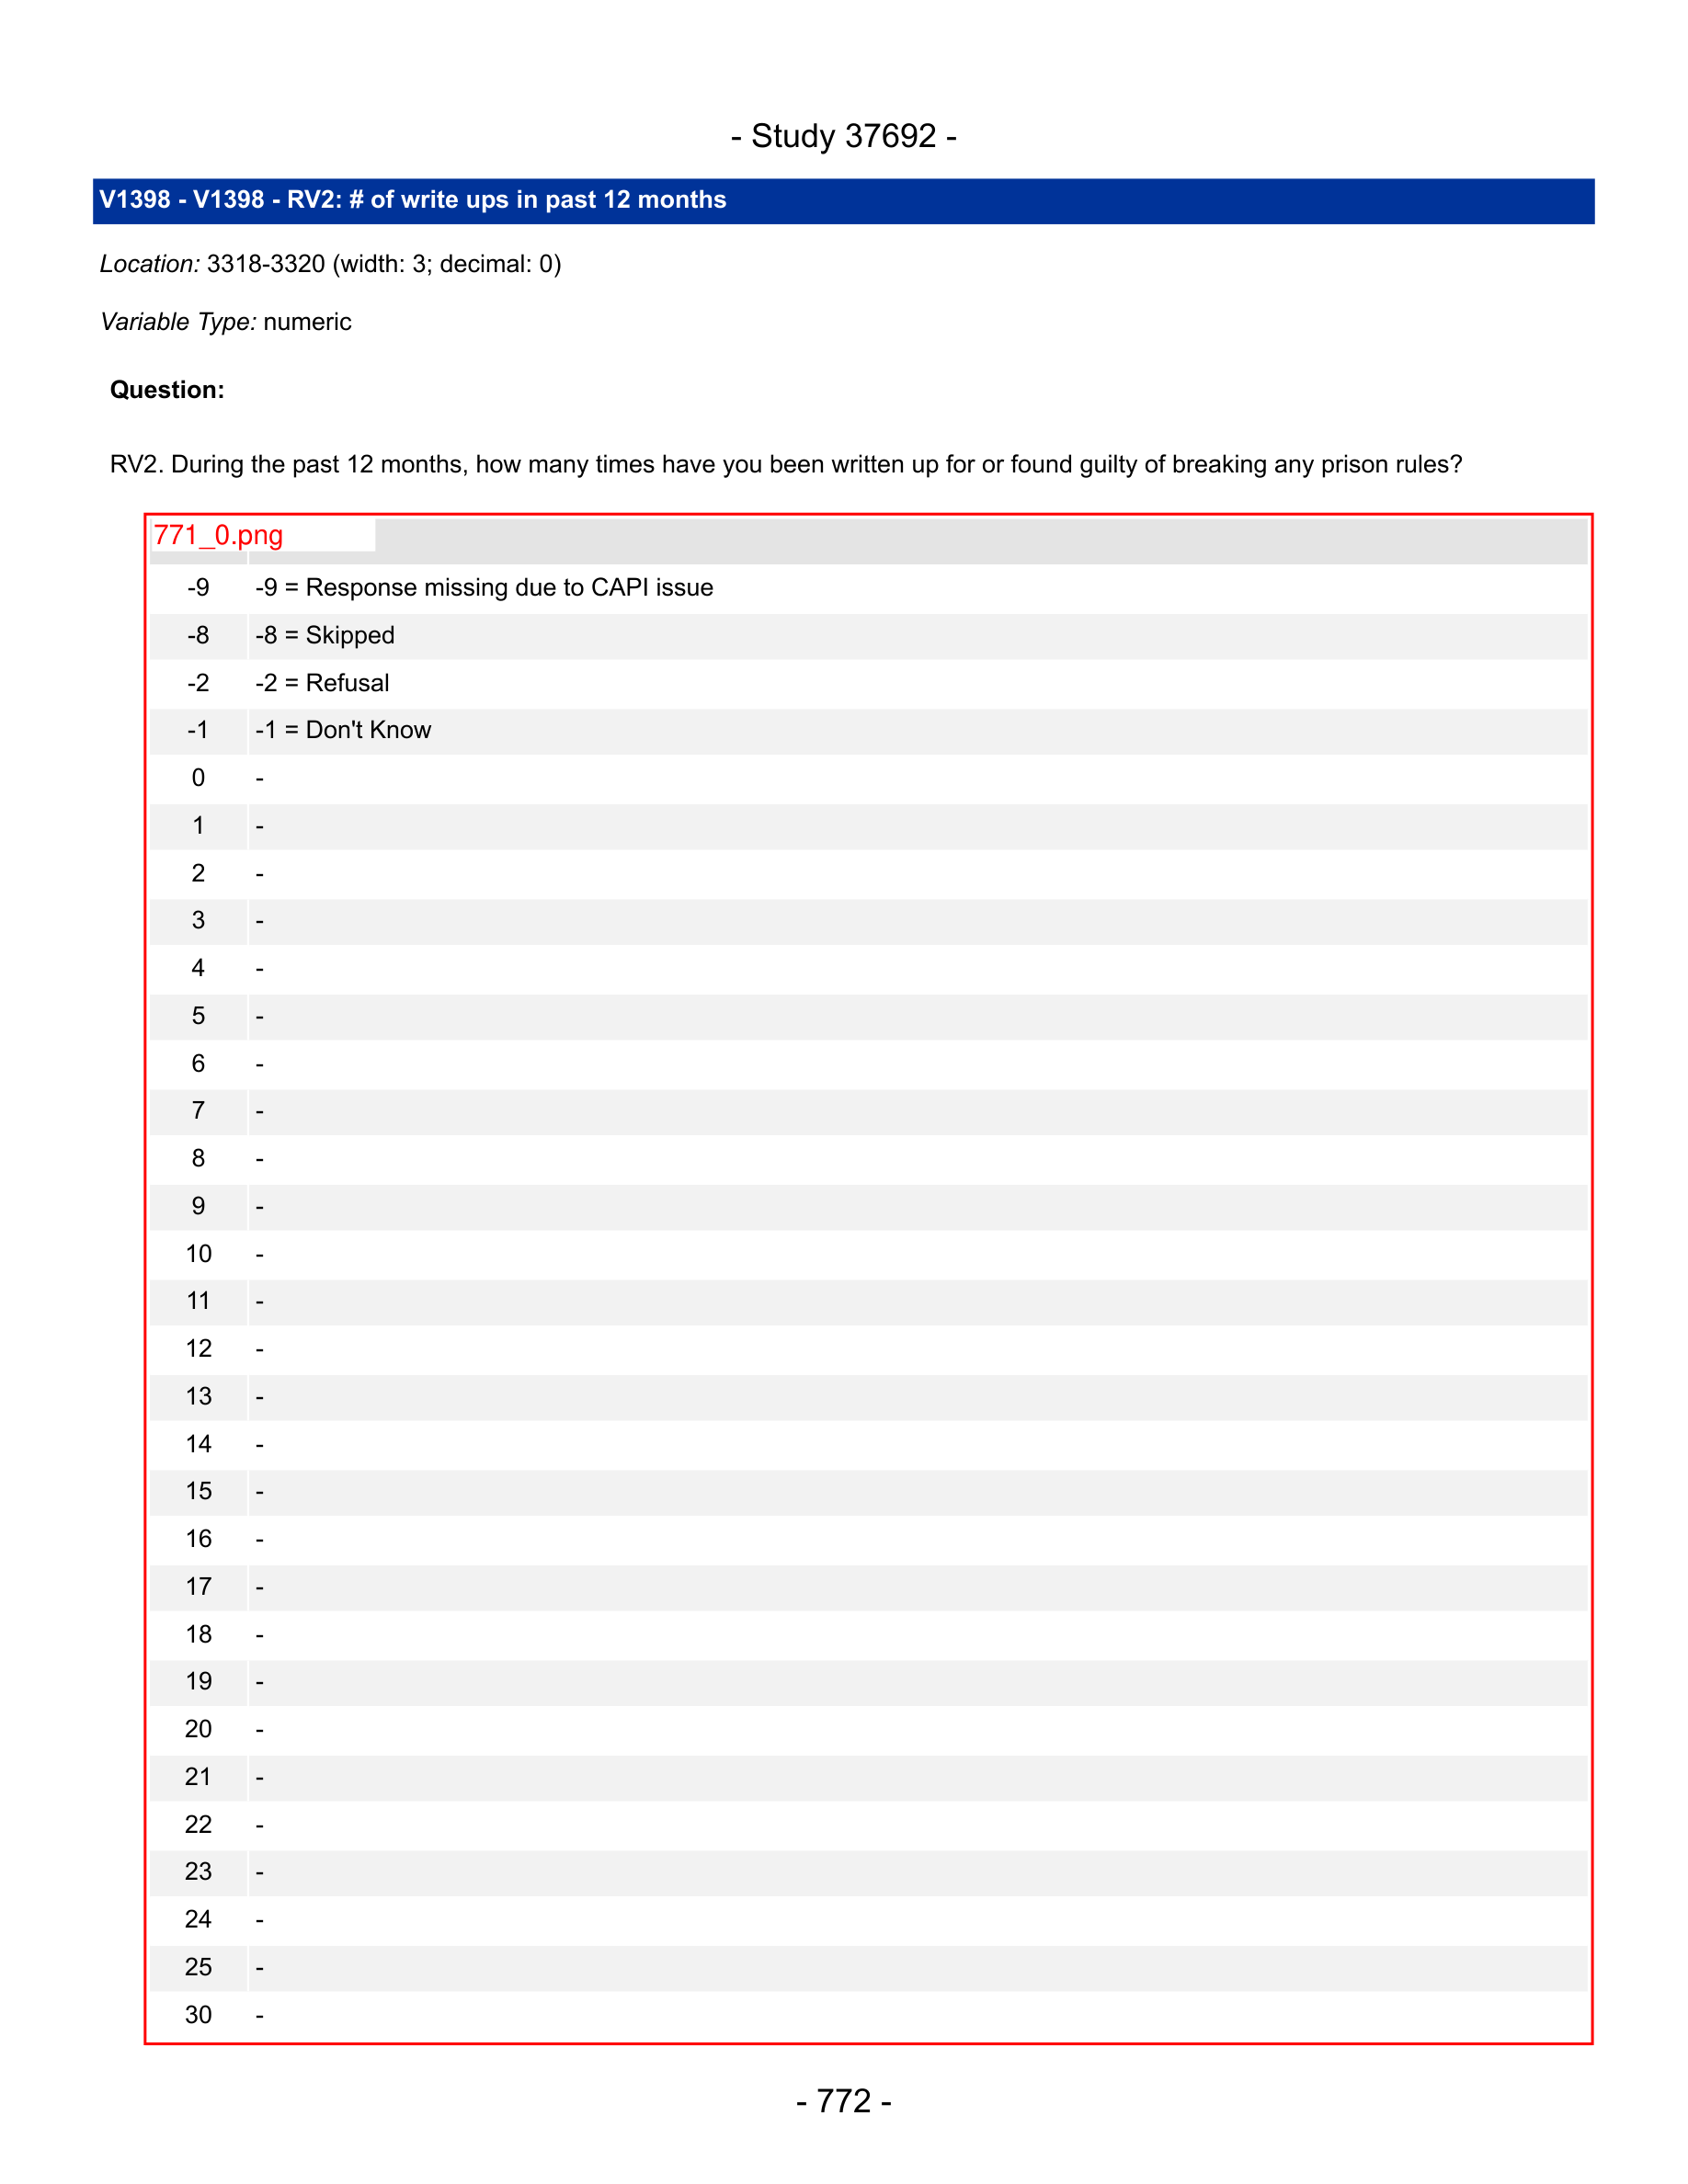 - Study 37692 -
V1398 - V1398 - RV2: # of write ups in past 12 months
Location: 3318-3320 (width: 3; decimal: 0)
Variable Type: numeric
Question:
RV2. During the past 12 months, how many times have you been written up for or found guilty of breaking any prison rules?
771_0.png
-9 -9 = Response missing due to CAPI issue
-8 -8 = Skipped
-2 -2 = Refusal
-1 -1 = Don't Know
0 -
1 -
2 -
3 -
4 -
5 -
6 -
7 -
8 -
9 -
10 -
11 -
12 -
13 -
14 -
15 -
16 -
17 -
18 -
19 -
20 -
21 -
22 -
23 -
24 -
25 -
30 -
- 772 -